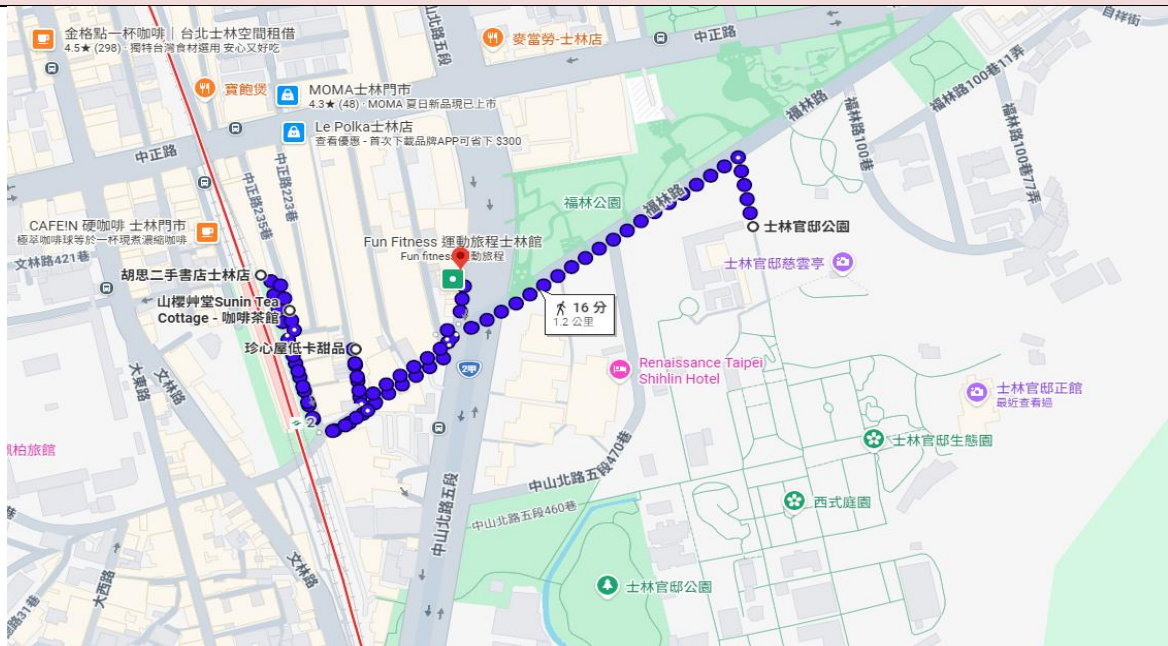 金格點一杯咖啡｜台北士林空間租借
4.5★ (298) · 獨特台灣食材選用 安心又好吃
中山北路五段
麥當勞-士林店
中正路
自祥街
寶飽煲
MOMA士林門市
4.3★ (48) · MOMA 夏日新品現已上市
Le Polka士林店
查看優惠 - 首次下載品牌APP可省下 $300
福林路
福林路100巷11弄
福林路100巷
福林路100巷77弄
中正路
中正路223巷
中正路235巷
福林公園
福林路
CAFE!N 硬咖啡 士林門市
極萃咖啡球等於一杯現煮濃縮咖啡
文林路421巷
Fun Fitness 運動旅程士林館
士林官邸公園
士林官邸慈雲亭
胡思二手書店士林店
山櫻艸堂Sunin Tea
Cottage - 咖啡茶館
16 分
1.2 公里
珍心屋低卡甜品
2甲
Renaissance Taipei
Shihlin Hotel
大東路
文林路
士林官邸正館
最近查看過
2
士林官邸生態園
柏旅館
中山北路五段470巷
中山北路五段460巷
西式庭園
中山北路五段
文林路
大西路
士林官邸公園
路31巷